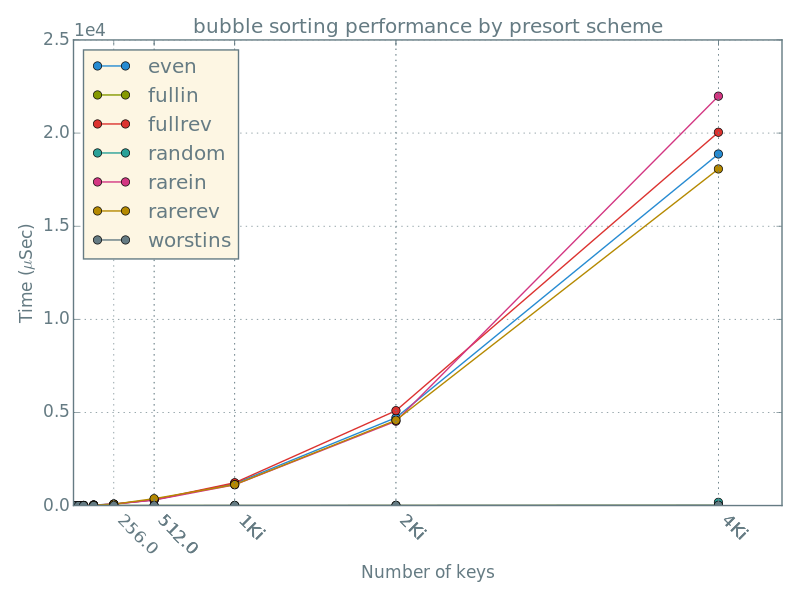 bubble sorting performance by presort scheme
1e4
2.5
2.0
1.5
1.0
0.5
0.0
Time (μSec)
even
fullin
fullrev
random
rarein
rarerev
worstins
256.0
512.0
1Ki
2Ki
4Ki
Number of keys